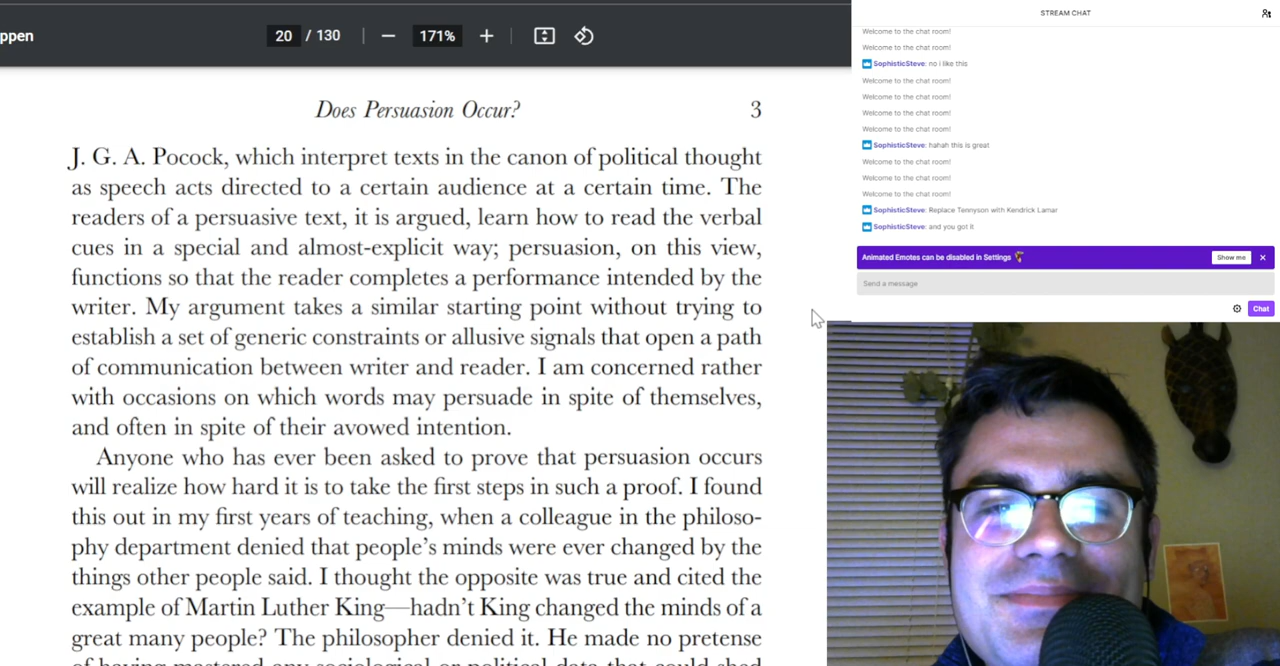 ppen
20 / 130
171%
Does Persuasion Occur? 3
J. G. A. Pocock, which interpret texts in the canon of political thought
as speech acts directed to a certain audience at a certain time. The
readers of a persuasive text, it is argued, learn how to read the verbal
cues in a special and almost-explicit way; persuasion, on this view,
functions so that the reader completes a performance intended by the
writer. My argument takes a similar starting point without trying to
establish a set of generic constraints or allusive signals that open a path
of communication between writer and reader. I am concerned rather
with occasions on which words may persuade in spite of themselves,
and often in spite of their avowed intention.
Anyone who has ever been asked to prove that persuasion occurs
will realize how hard it is to take the first steps in such a proof. I found
this out in my first years of teaching, when a colleague in the philoso-
phy department denied that people's minds were ever changed by the
things other people said. I thought the opposite was true and cited the
example of Martin Luther King—hadn't King changed the minds of a
great many people? The philosopher denied it. He made no pretense
of having mastered any sociological or political data that could shed
STREAM CHAT
Welcome to the chat room!
Welcome to the chat room!
SophisticSteve: no i like this
Welcome to the chat room!
Welcome to the chat room!
Welcome to the chat room!
Welcome to the chat room!
SophisticSteve: hahah this is great
Welcome to the chat room!
Welcome to the chat room!
Welcome to the chat room!
SophisticSteve: Replace Tennyson with Kendrick Lamar
SophisticSteve: and you got it
Animated Emotes can be disabled in Settings
Show me
Send a message
Chat